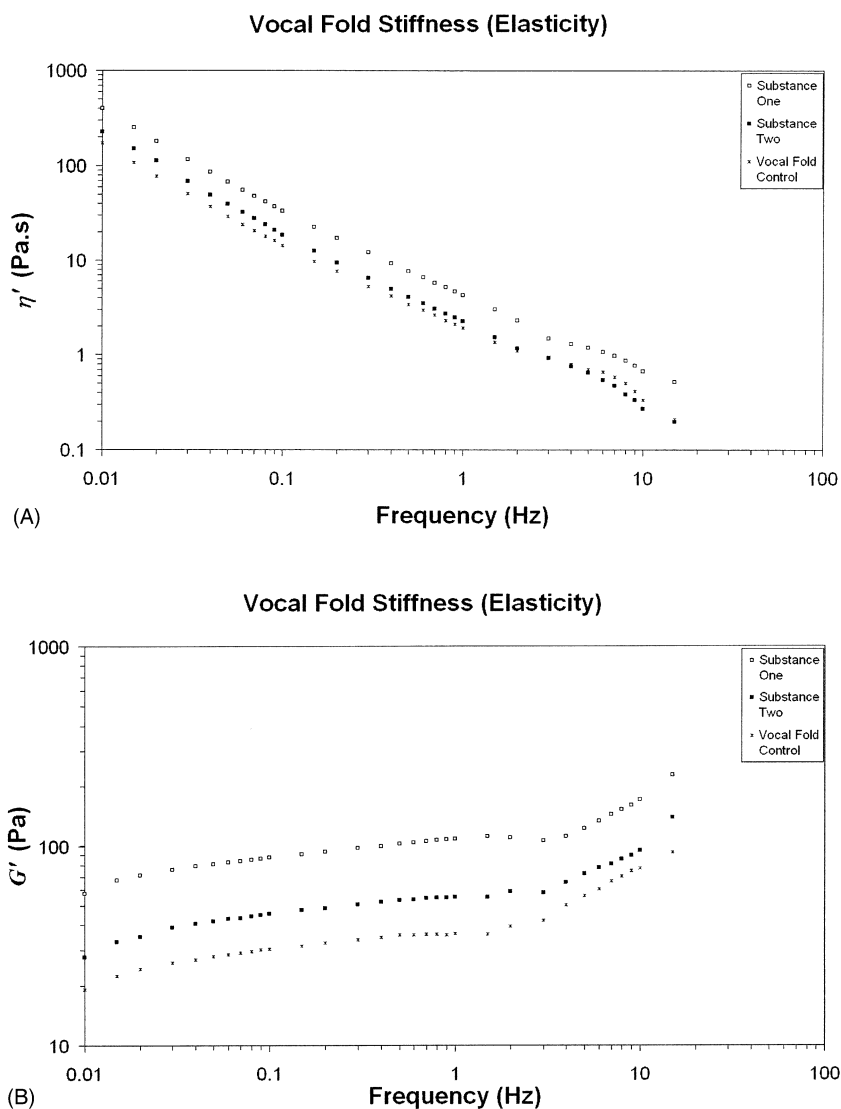 Vocal Fold Stiffness (Elasticity)
1000
100
10
1
0.1
η′ (Pa.s)
0.01
0.1
1
10
100
Frequency (Hz)
Substance
One
Substance
Two
Vocal Fold
Control
(A)
Vocal Fold Stiffness (Elasticity)
1000
100
10
G′ (Pa)
0.01
0.1
1
10
100
Frequency (Hz)
Substance
One
Substance
Two
Vocal Fold
Control
(B)